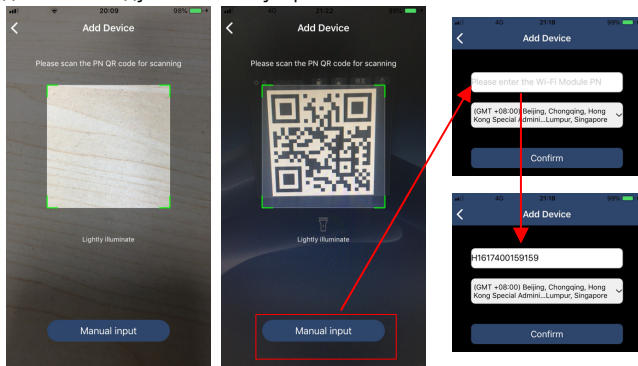 20:09
98%
Add Device
Please scan the PN QR code for scanning
Lightly illuminate
Manual input
4G
21:22
99%
Add Device
Please scan the PN QR code for scanning
Lightly illuminate
Manual input
4G
21:18
99%
Add Device
Please enter the Wi-Fi Module PN
(GMT +08:00) Beijing, Chongqing, Hong
Kong Special Admini...Lumpur, Singapore
Confirm
4G
21:18
99%
Add Device
H1617400159159
(GMT +08:00) Beijing, Chongqing, Hong
Kong Special Admini...Lumpur, Singapore
Confirm